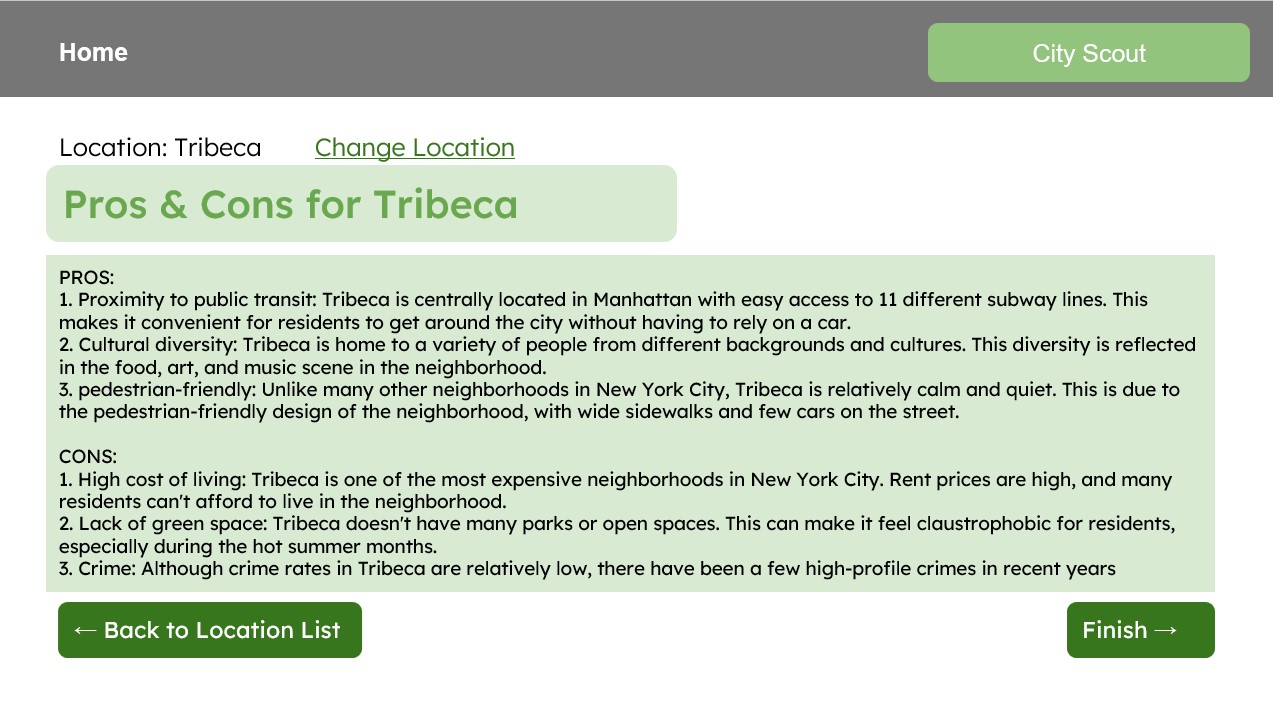 Home
City Scout
Location: Tribeca
Change Location
Pros & Cons for Tribeca
PROS:
1. Proximity to public transit: Tribeca is centrally located in Manhattan with easy access to 11 different subway lines. This
makes it convenient for residents to get around the city without having to rely on a car.
2. Cultural diversity: Tribeca is home to a variety of people from different backgrounds and cultures. This diversity is reflected
in the food, art, and music scene in the neighborhood.
3. pedestrian-friendly: Unlike many other neighborhoods in New York City, Tribeca is relatively calm and quiet. This is due to
the pedestrian-friendly design of the neighborhood, with wide sidewalks and few cars on the street.
CONS:
1. High cost of living: Tribeca is one of the most expensive neighborhoods in New York City. Rent prices are high, and many
residents can't afford to live in the neighborhood.
2. Lack of green space: Tribeca doesn't have many parks or open spaces. This can make it feel claustrophobic for residents,
especially during the hot summer months.
3. Crime: Although crime rates in Tribeca are relatively low, there have been a few high-profile crimes in recent years
← Back to Location List
Finish →